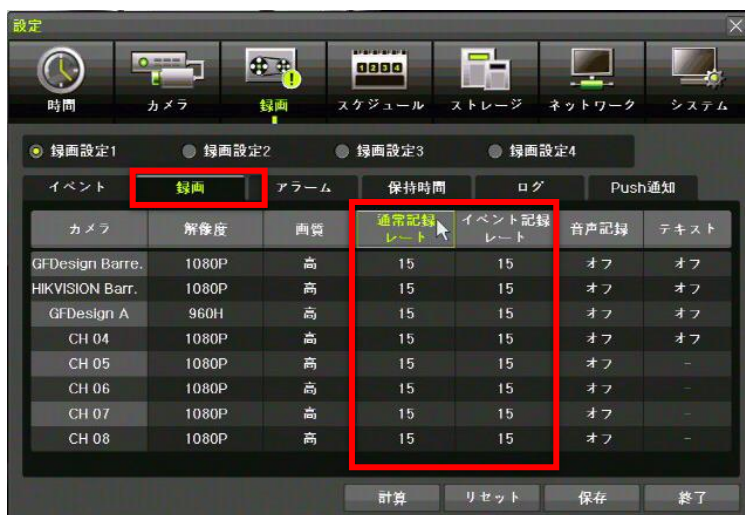 設定
時間 カメラ 録画 スケジュール ストレージ ネットワーク システム
録画設定1 録画設定2 録画設定3 録画設定4
イベント 録画 アラーム 保持時間 ログ Push通知
カメラ 解像度 画質 通常記録レート イベント記録レート 音声記録 テキスト
GFDesign Barre. 1080P 高 15 15 オフ オフ
HIKVISION Barr. 1080P 高 15 15 オフ オフ
GFDesign A 960H 高 15 15 オフ オフ
CH 04 1080P 高 15 15 オフ オフ
CH 05 1080P 高 15 15 オフ -
CH 06 1080P 高 15 15 オフ -
CH 07 1080P 高 15 15 オフ -
CH 08 1080P 高 15 15 オフ -
計算 リセット 保存 終了